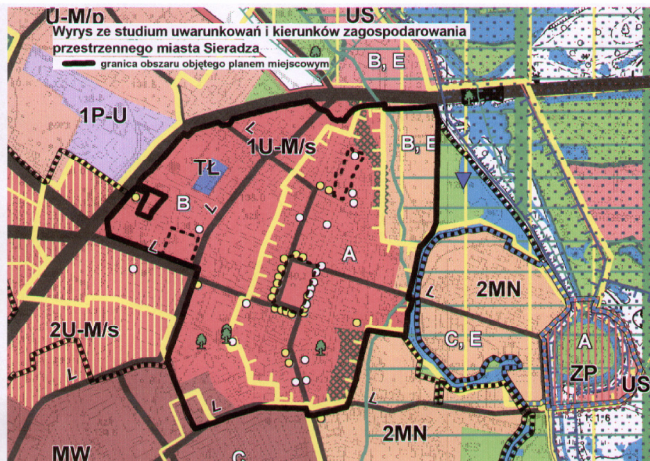 U-M/p
US
Wyrys ze studium uwarunkowań i kierunków zagospodarowania
przestrzennego miasta Sieradza
granica obszaru objętego planem miejscowym
B, E
1P-U
1U-M/s
B, E
TŁ
L
B
L
A
L
2MN
L
2U-M/s
C, E
A
ZP
US
L
L
L
2MN
MW
C